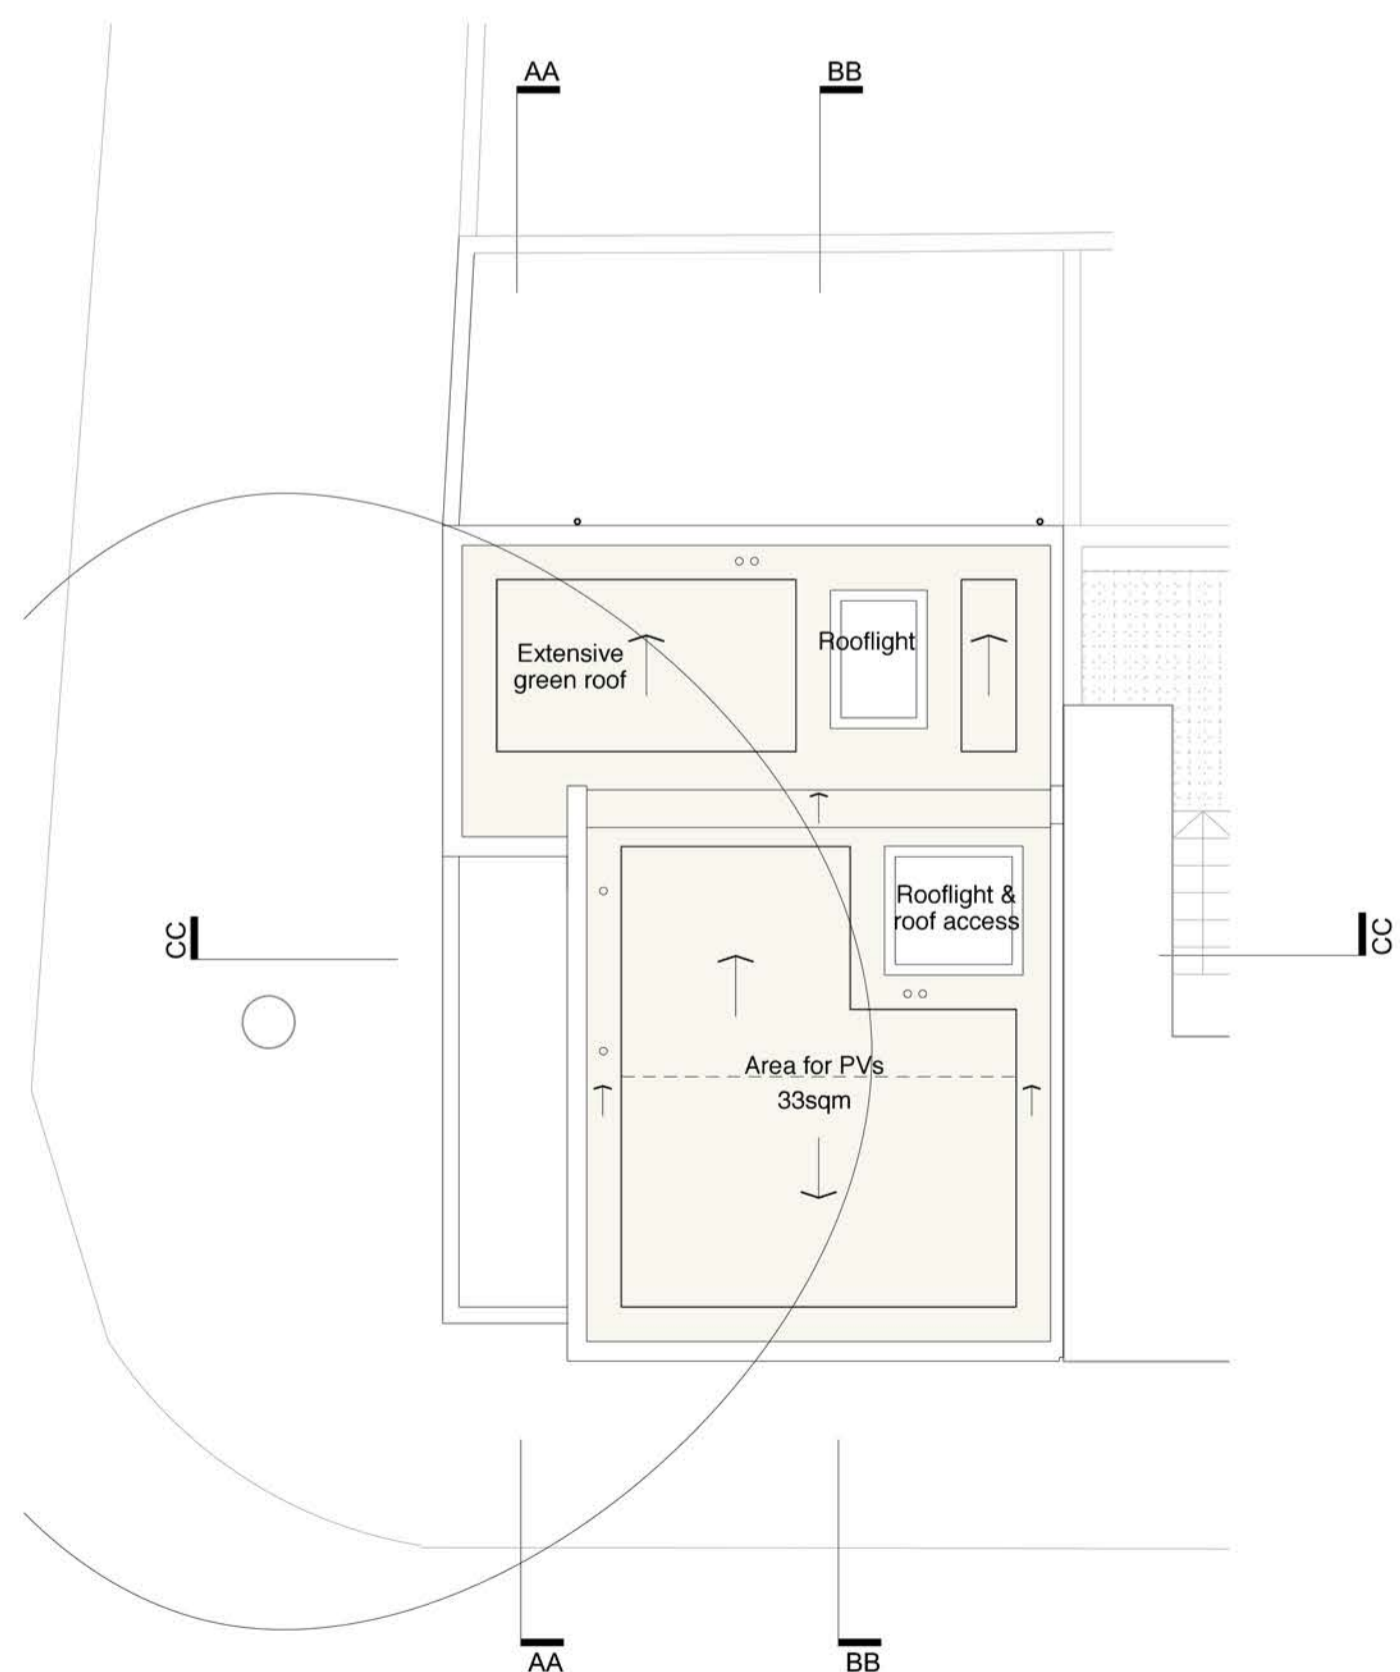 AA
BB
Extensive
green roof
Rooflight
Rooflight &
roof access
CC
CC
Area for PVs
33sqm
AA
BB